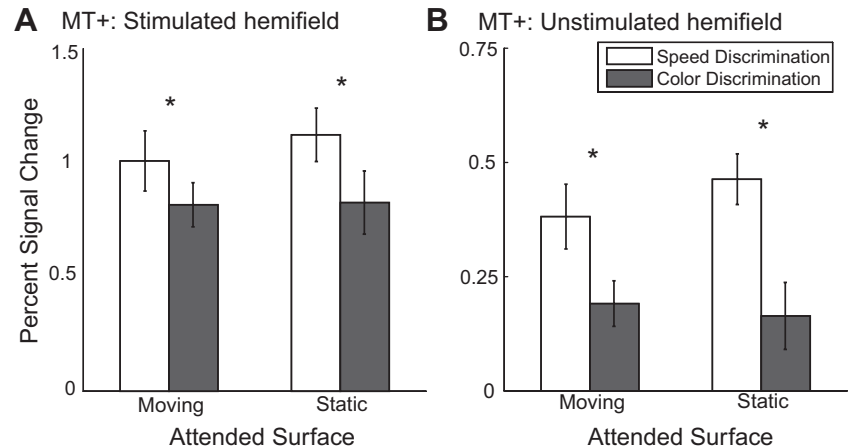 A MT+: Stimulated hemifield
Percent Signal Change
1.5
1
0.5
0
*
*
Moving
Static
Attended Surface
B MT+: Unstimulated hemifield
Speed Discrimination
Color Discrimination
0.75
0.5
0.25
0
*
*
Moving
Static
Attended Surface